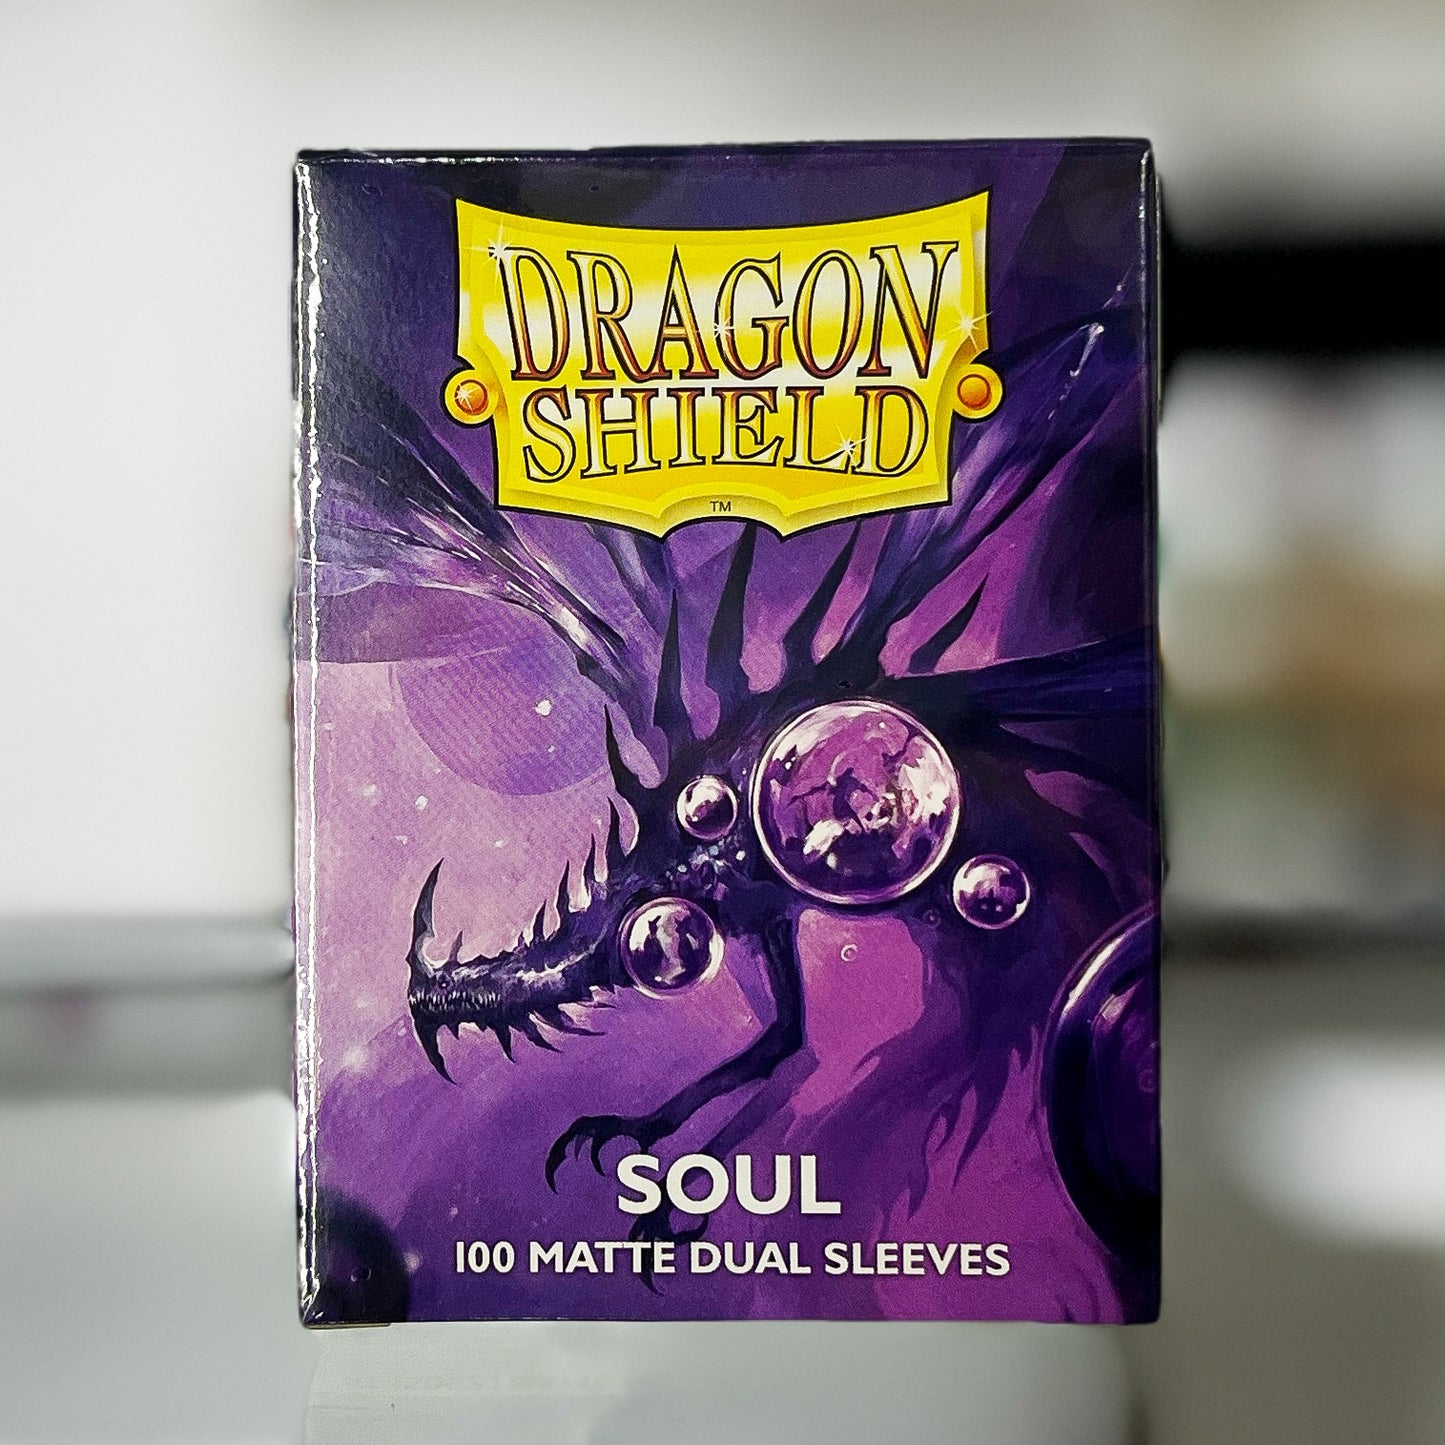 DRAGON
SHIELD
TM
SOUL
100 MATTE DUAL SLEEVES